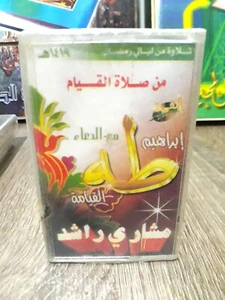 تلاوة من ليالي رمضان ١٤١٩هـ
من صلاة القيام
مع الدعاء
إبراهيم
طه
القيامة
مشاري راشد